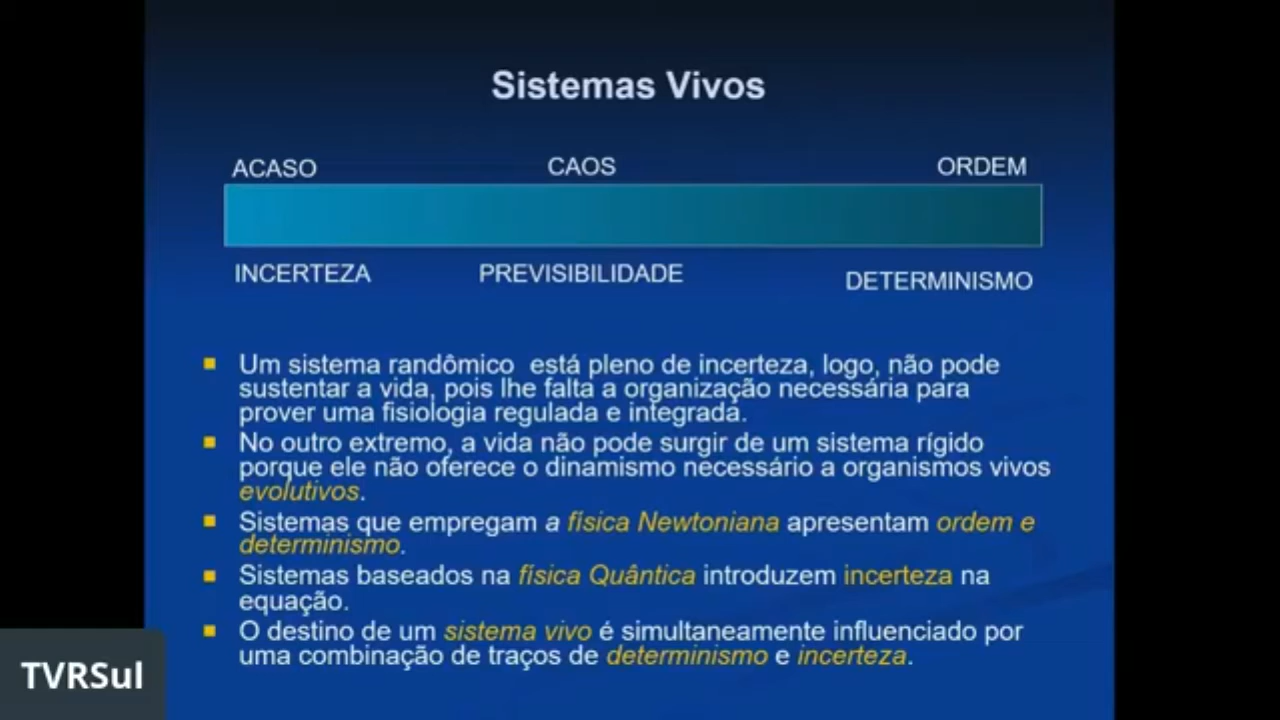 Sistemas Vivos
ACASO CAOS ORDEM
INCERTEZA PREVISIBILIDADE DETERMINISMO
Um sistema randômico está pleno de incerteza, logo, não pode
sustentar a vida, pois lhe falta a organização necessária para
prover uma fisiologia regulada e integrada.
No outro extremo, a vida não pode surgir de um sistema rígido
porque ele não oferece o dinamismo necessário a organismos vivos
evolutivos.
Sistemas que empregam a física Newtoniana apresentam ordem e
determinismo.
Sistemas baseados na física Quântica introduzem incerteza na
equação.
O destino de um sistema vivo é simultaneamente influenciado por
uma combinação de traços de determinismo e incerteza.
TVRSul